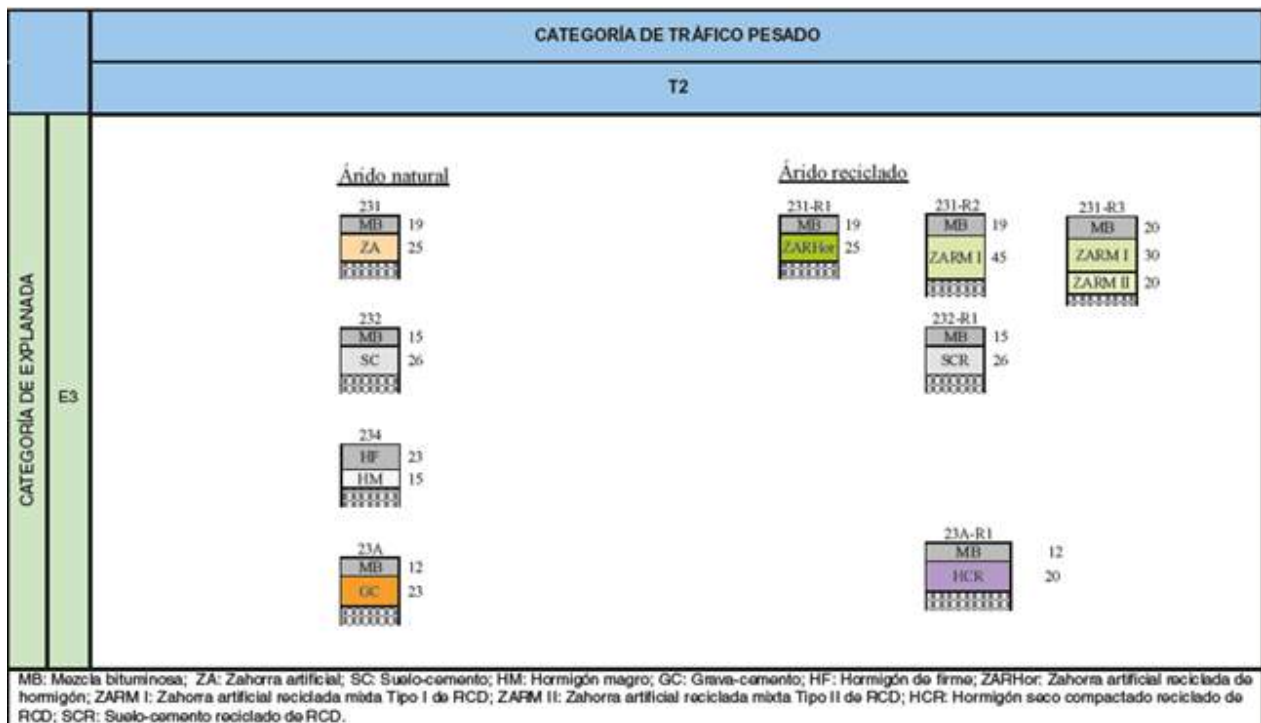 CATEGORÍA DE TRÁFICO PESADO
T2
CATEGORÍA DE EXPLANADA
E3
Árido natural
231
MB 19
ZA 25
232
MB 15
SC 26
234
HF 23
HM 15
23A
MB 12
GC 23
Árido reciclado
231-R1
MB 19
ZARHor 25
231-R2
MB 19
ZARM I 45
231-R3
MB 20
ZARM I 30
ZARM II 20
232-R1
MB 15
SCR 26
23A-R1
MB 12
HCR 20
MB: Mezcla bituminosa; ZA: Zahorra artificial; SC: Suelo-cemento; HM: Hormigón magro; GC: Grava-cemento; HF: Hormigón de firme; ZARHor: Zahorra artificial reciclada de
hormigón; ZARM I: Zahorra artificial reciclada mixta Tipo I de RCD; ZARM II: Zahorra artificial reciclada mixta Tipo II de RCD; HCR: Hormigón seco compactado reciclado de
RCD; SCR: Suelo-cemento reciclado de RCD.